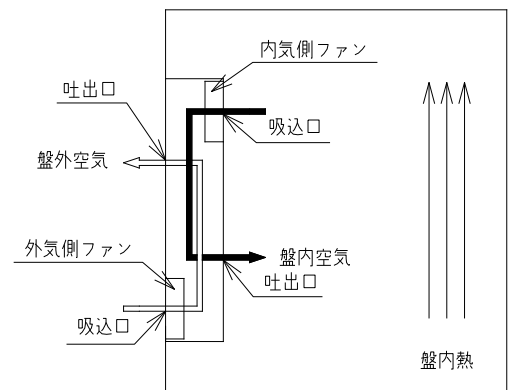 内気側ファン
吐出口
吸込口
盤外空気
外気側ファン
盤内空気
吐出口
吸込口
盤内熱